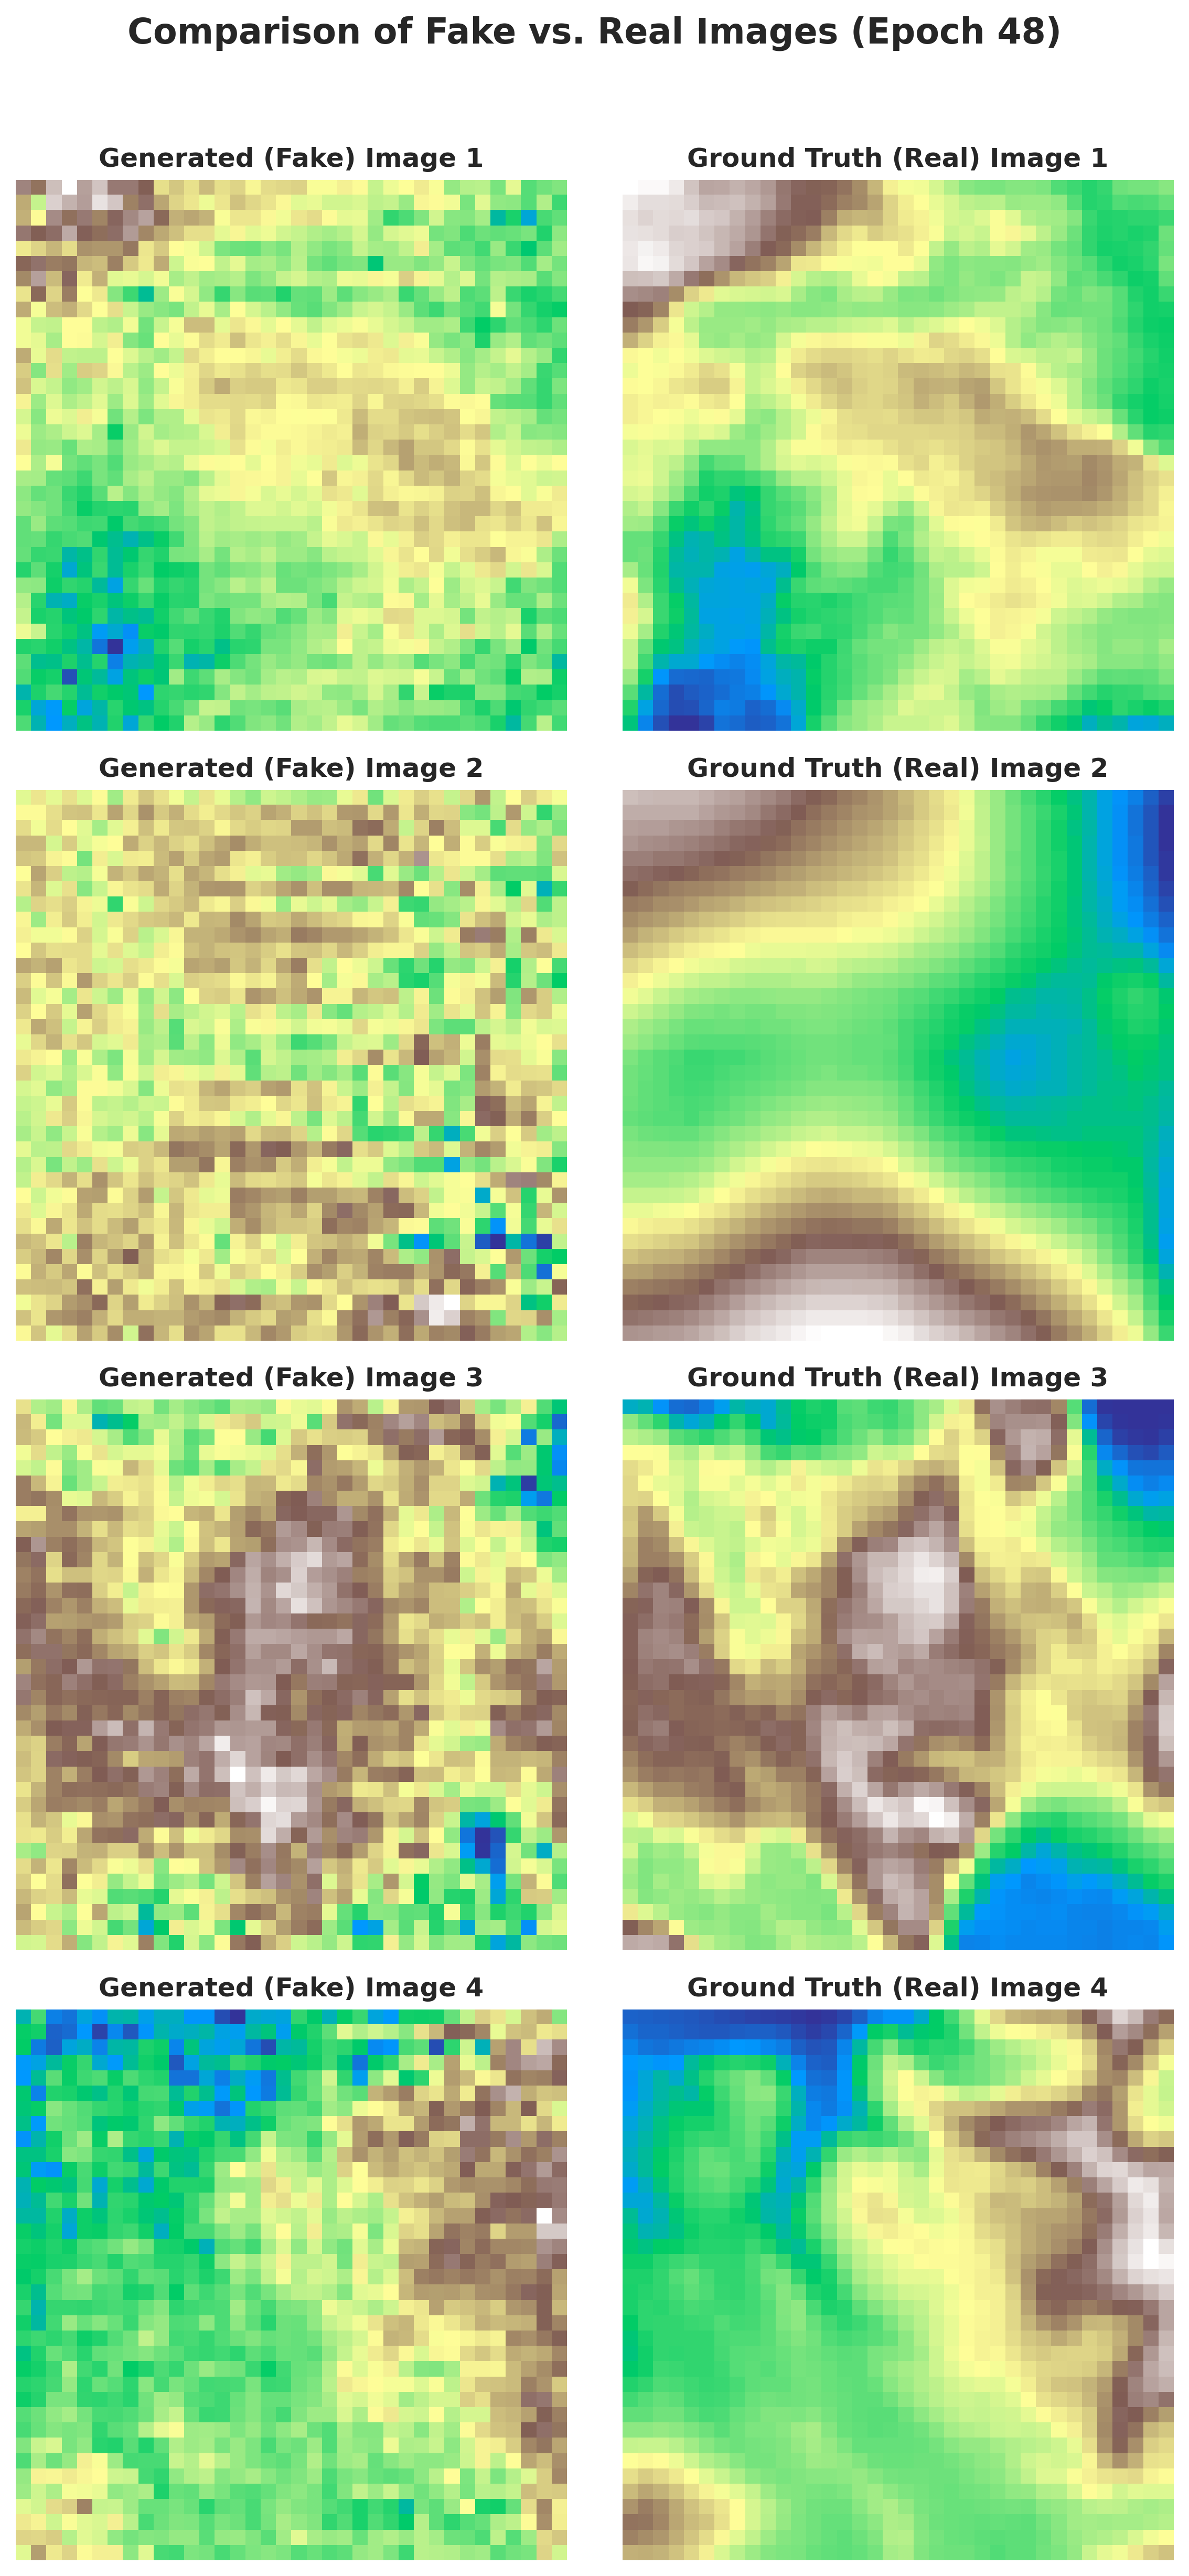 Comparison of Fake vs. Real Images (Epoch 48)
Generated (Fake) Image 1
Ground Truth (Real) Image 1
Generated (Fake) Image 2
Ground Truth (Real) Image 2
Generated (Fake) Image 3
Ground Truth (Real) Image 3
Generated (Fake) Image 4
Ground Truth (Real) Image 4